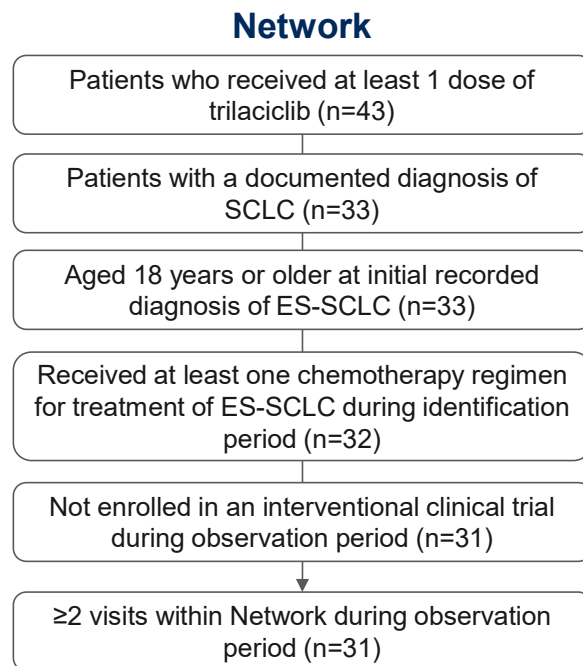 Network
Patients who received at least 1 dose of
trilaciclib (n=43)
Patients with a documented diagnosis of
SCLC (n=33)
Aged 18 years or older at initial recorded
diagnosis of ES-SCLC (n=33)
Received at least one chemotherapy regimen
for treatment of ES-SCLC during identification
period (n=32)
Not enrolled in an interventional clinical trial
during observation period (n=31)
≥2 visits within Network during observation
period (n=31)